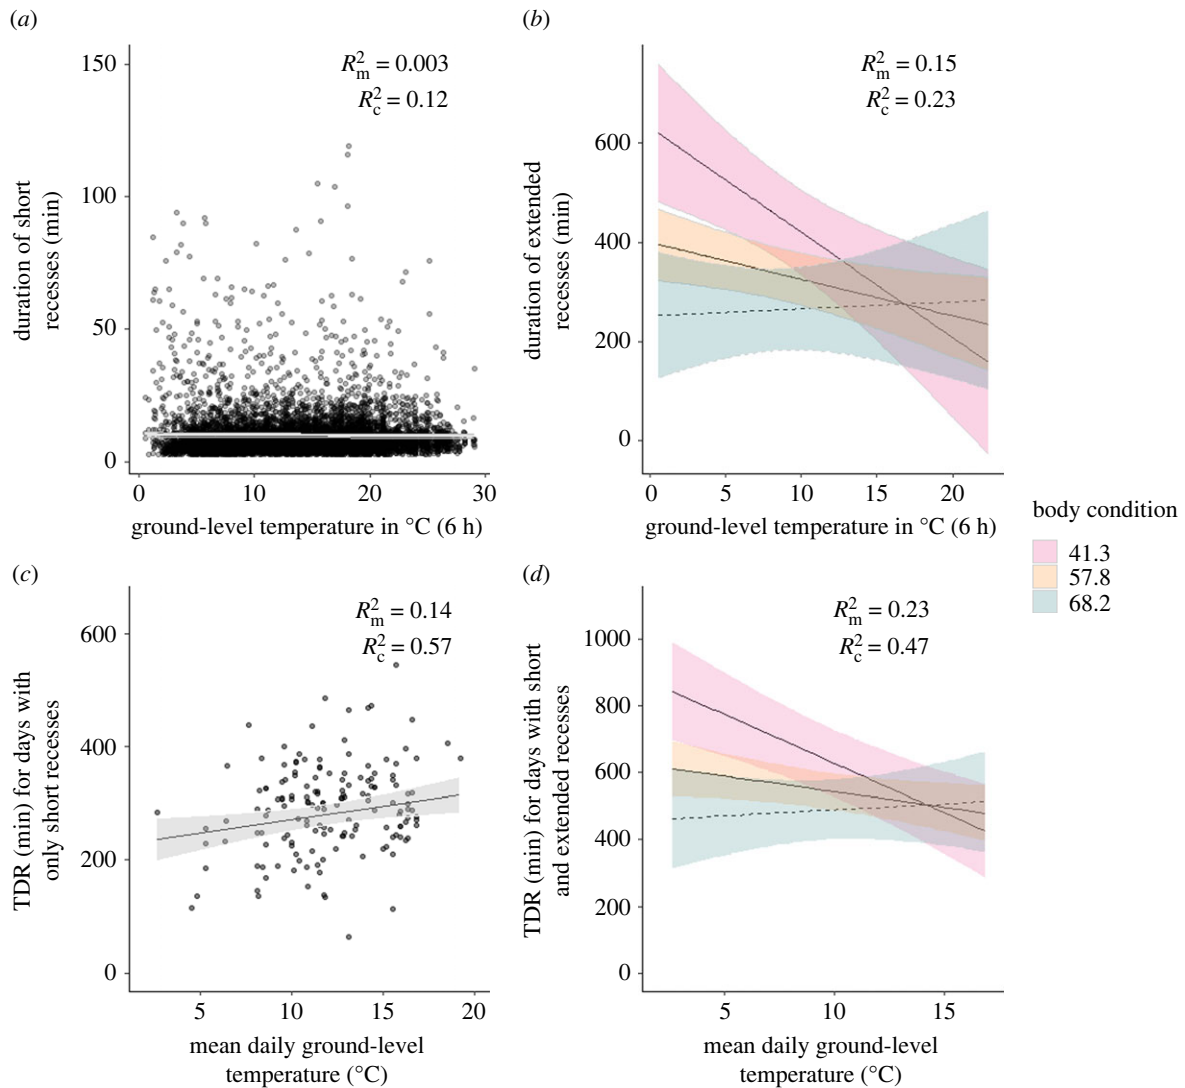 (a)
R²m = 0.003
R²c = 0.12
150
100
50
0
duration of short
recesses (min)
0 10 20 30
ground-level temperature in °C (6 h)
(b)
R²m = 0.15
R²c = 0.23
600
400
200
0
duration of extended
recesses (min)
0 5 10 15 20
ground-level temperature in °C (6 h)
body condition
41.3
57.8
68.2
(c)
R²m = 0.14
R²c = 0.57
600
400
200
0
TDR (min) for days with
only short recesses
5 10 15 20
mean daily ground-level
temperature (°C)
(d)
R²m = 0.23
R²c = 0.47
1000
800
600
400
200
0
TDR (min) for days with short
and extended recesses
5 10 15
mean daily ground-level
temperature (°C)